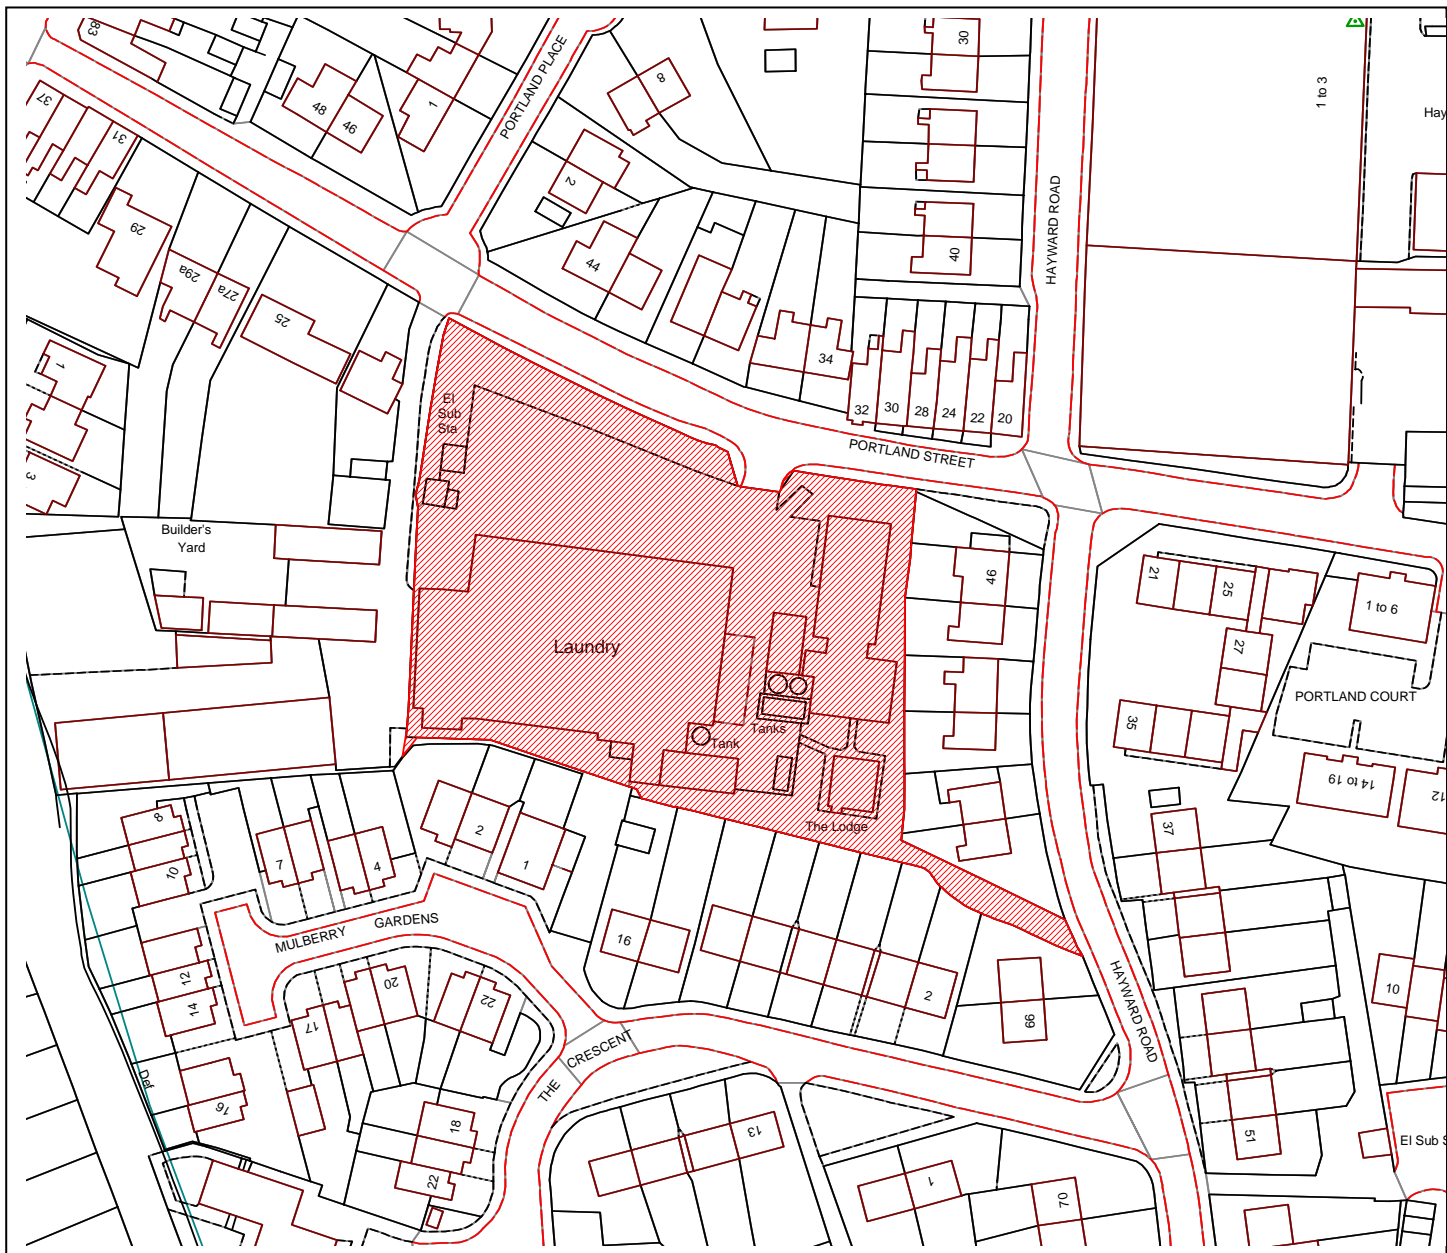 83
37
31
48
46
1
PORTLAND PLACE
8
2
30
HAYWARD ROAD
1 to 3
Hay
29
29a
27a
25
44
40
34
32
30
28
24
22
20
PORTLAND STREET
1
3
El
Sub
Sta
Builder's
Yard
Laundry
46
21
25
27
35
1 to 6
PORTLAND COURT
14 to 19
12
Tanks
Tank
The Lodge
8
10
7
4
2
1
37
MULBERRY GARDENS
16
2
66
12
14
17
20
22
10
HAYWARD ROAD
THE CRESCENT
Def
16
18
22
13
1
70
51
El Sub S